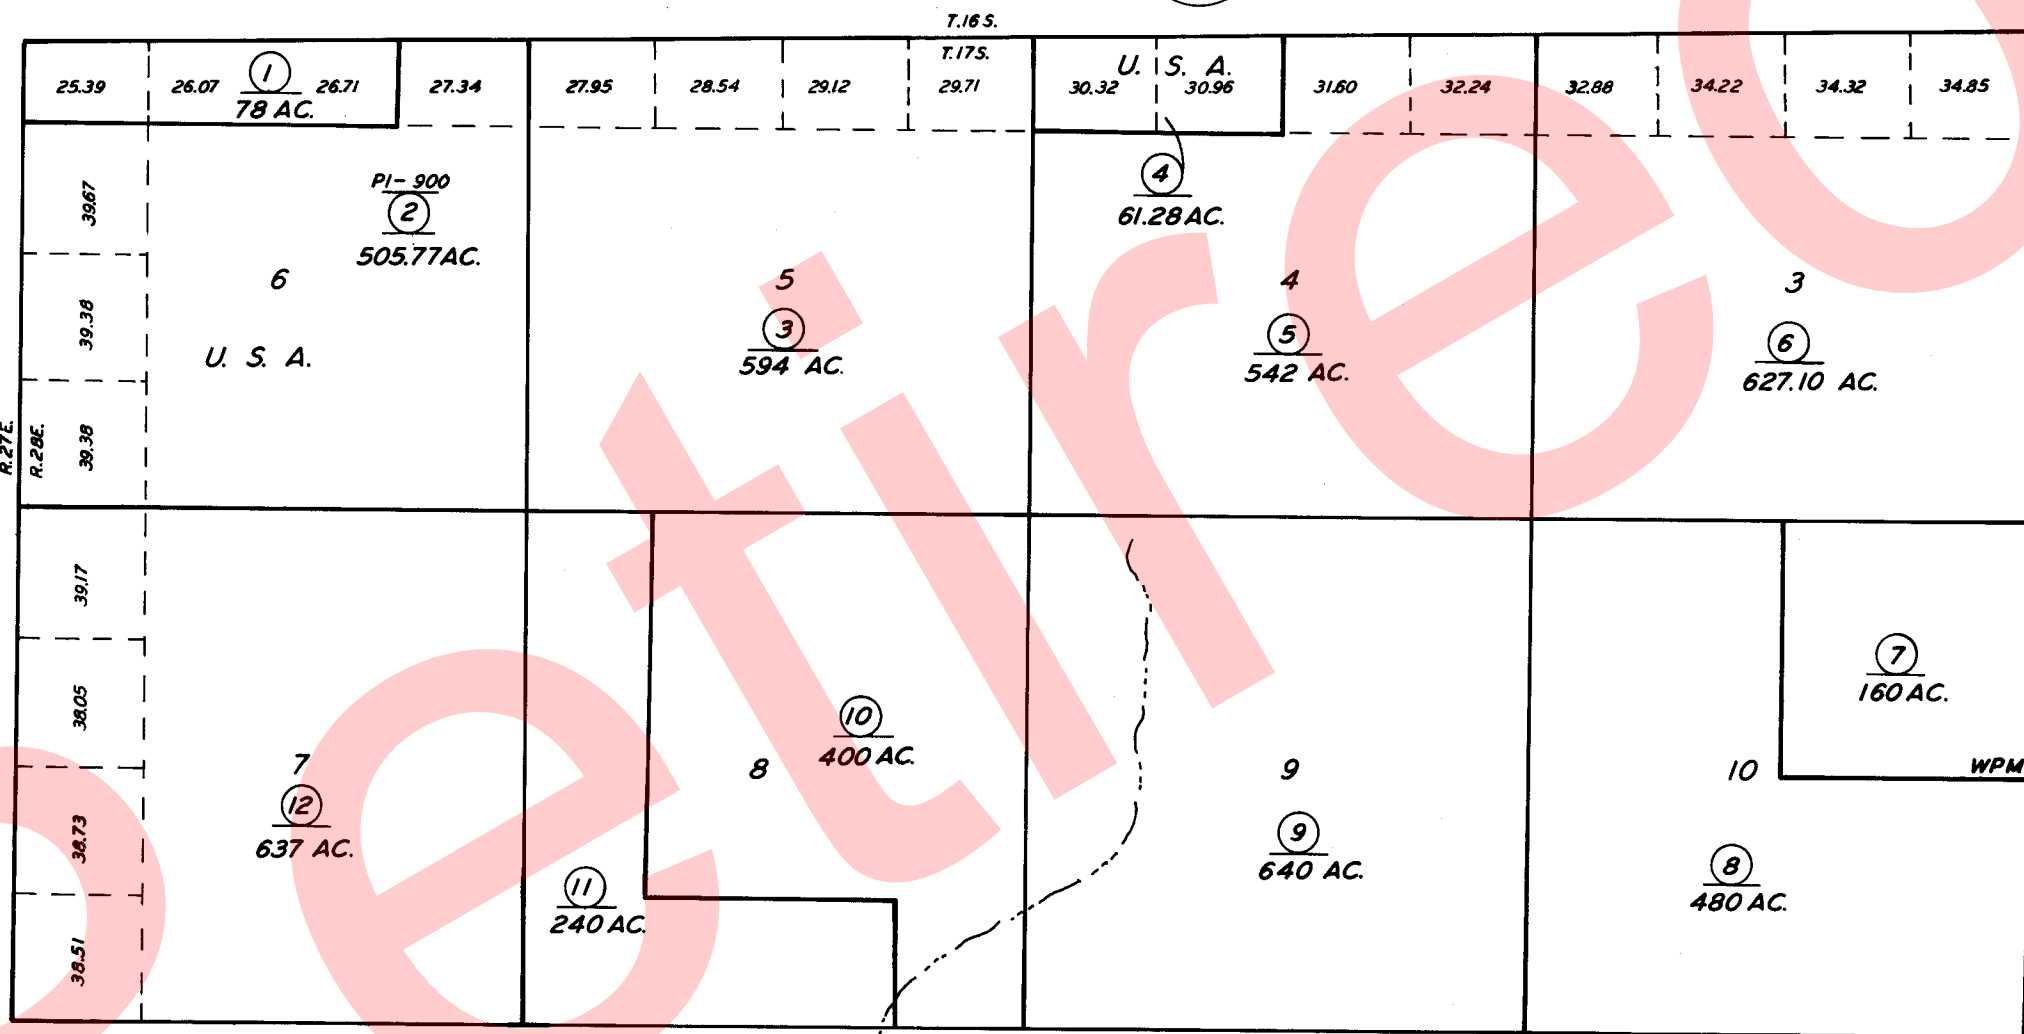 T.16 S.
T.17 S.
25.39 26.07 1 26.71 27.34 27.95 28.54 29.12 29.71 30.32 30.96 31.60 32.24 32.88 34.22 34.32 34.85
78 AC.
U. S. A.
PI-900
2
505.77 AC.
4
61.28 AC.
39.67
39.38
39.38
6
U. S. A.
5
3
594 AC.
4
5
542 AC.
3
6
627.10 AC.
R.27E.
R.28E.
39.17
38.05
38.73
38.51
7
12
637 AC.
8
10
400 AC.
11
240 AC.
9
9
640 AC.
10
7
160 AC.
WPM
8
480 AC.
etire